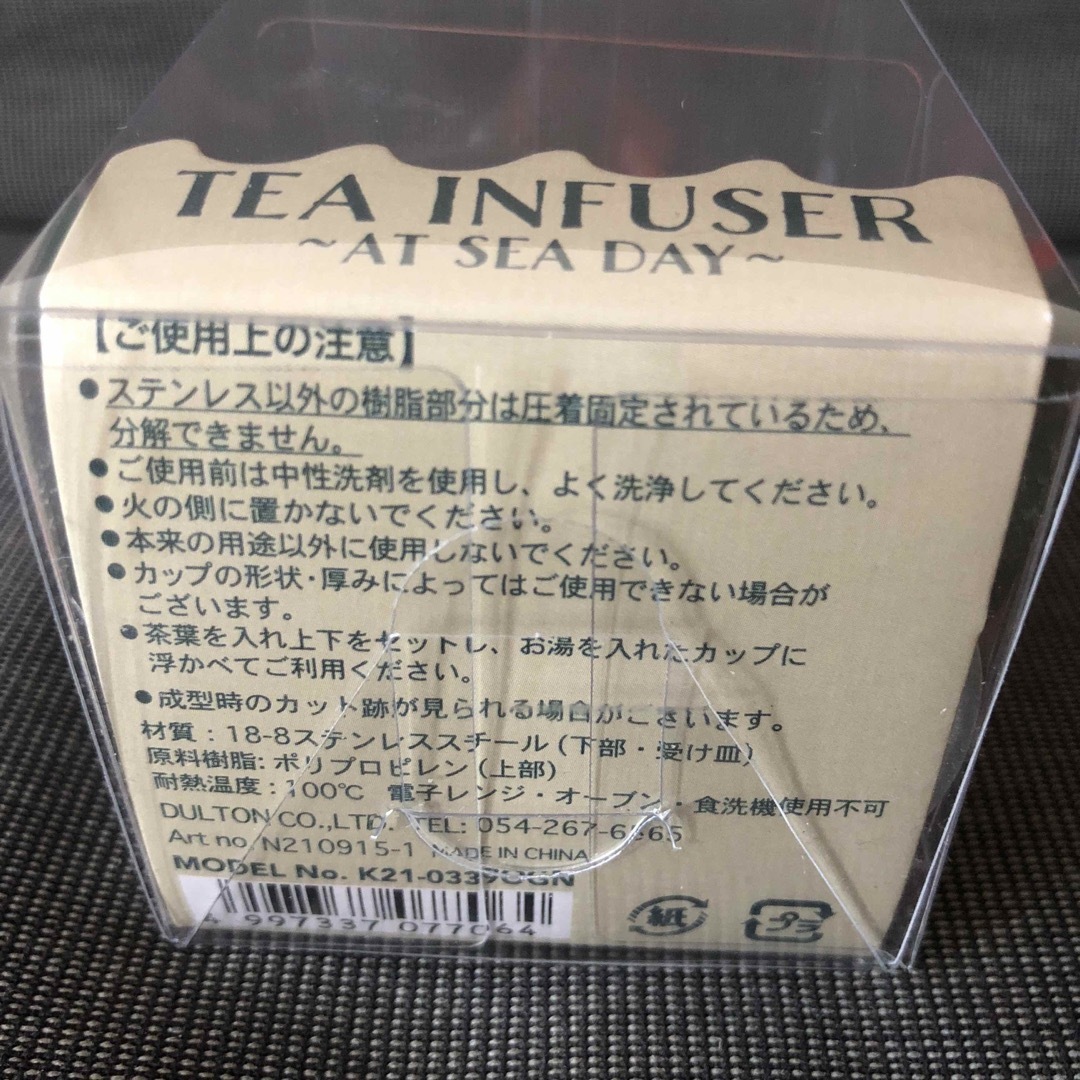 TEA INFUSER
~AT SEA DAY~
【ご使用上の注意】
●ステンレス以外の樹脂部分は圧着固定されているため、
分解できません。
●ご使用前は中性洗剤を使用し、よく洗浄してください。
●火の側に置かないでください。
●本来の用途以外に使用しないでください。
●カップの形状・厚みによってはご使用できない場合が
ございます。
●茶葉を入れ上下をセットし、お湯を入れたカップに
浮かべてご利用ください。
●成型時のカット跡が見られる場合がございます。
材質：18-8ステンレススチール(下部・受け皿)
原料樹脂:ポリプロピレン(上部)
耐熱温度：100℃ 電子レンジ・オーブン・食洗機使用不可
DULTON CO.,LTD. TEL: 054-267-
Art no. N210915-1 MADE IN CHINA
MODEL No.
4 997337 077064
紙
プラ